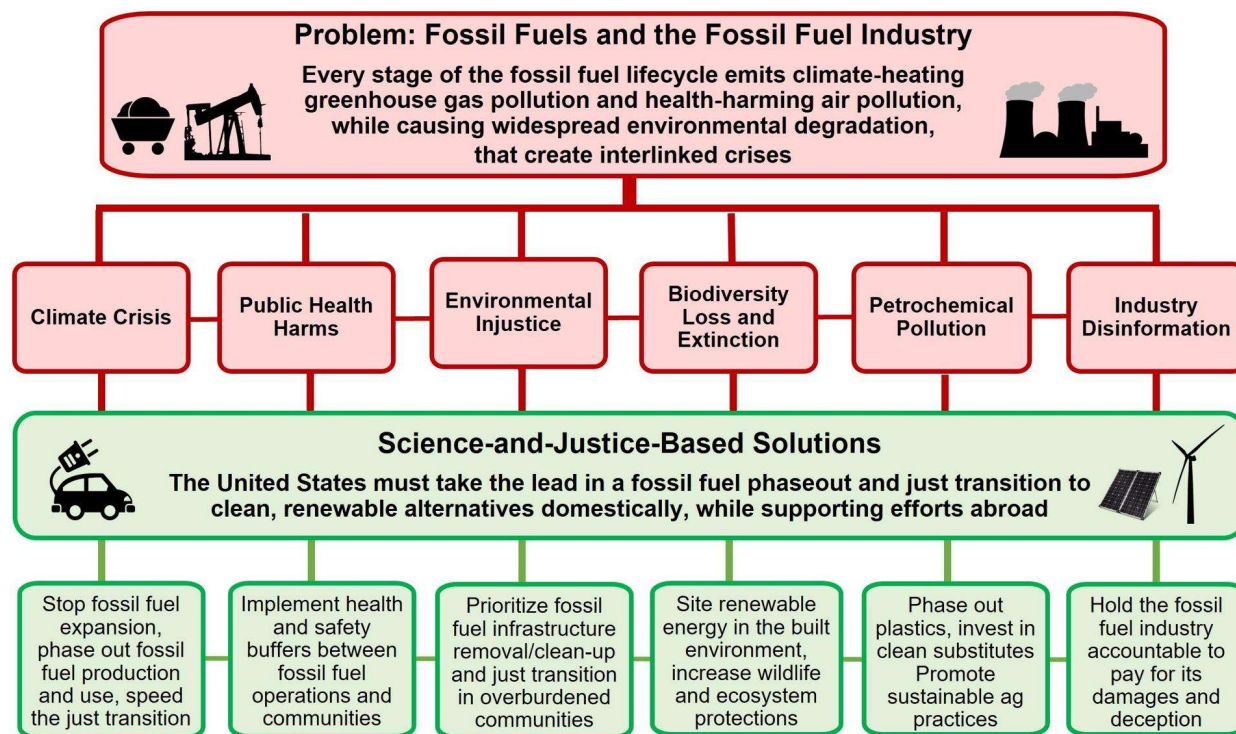 Problem: Fossil Fuels and the Fossil Fuel Industry
Every stage of the fossil fuel lifecycle emits climate-heating
greenhouse gas pollution and health-harming air pollution,
while causing widespread environmental degradation,
that create interlinked crises
Climate Crisis
Public Health
Harms
Environmental
Injustice
Biodiversity
Loss and
Extinction
Petrochemical
Pollution
Industry
Disinformation
Science-and-Justice-Based Solutions
The United States must take the lead in a fossil fuel phaseout and just transition to
clean, renewable alternatives domestically, while supporting efforts abroad
Stop fossil fuel
expansion,
phase out fossil
fuel production
and use, speed
the just transition
Implement health
and safety
buffers between
fossil fuel
operations and
communities
Prioritize fossil
fuel infrastructure
removal/clean-up
and just transition
in overburdened
communities
Site renewable
energy in the built
environment,
increase wildlife
and ecosystem
protections
Phase out
plastics, invest in
clean substitutes
Promote
sustainable ag
practices
Hold the fossil
fuel industry
accountable to
pay for its
damages and
deception